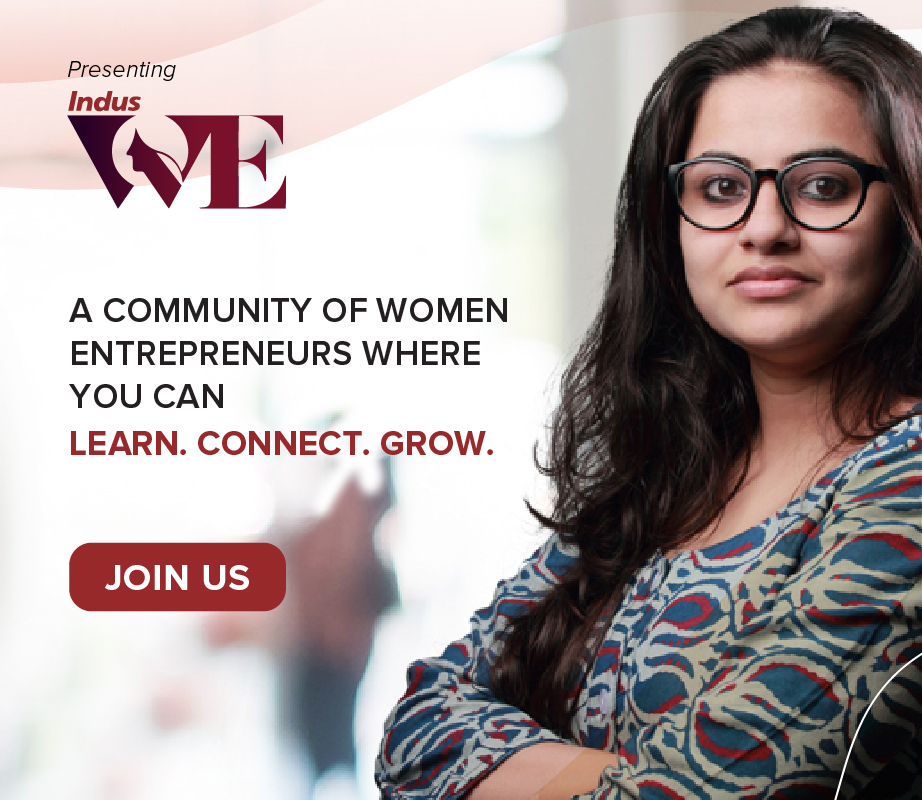 Presenting
Indus
WE
A COMMUNITY OF WOMEN
ENTREPRENEURS WHERE
YOU CAN
LEARN. CONNECT. GROW.
JOIN US